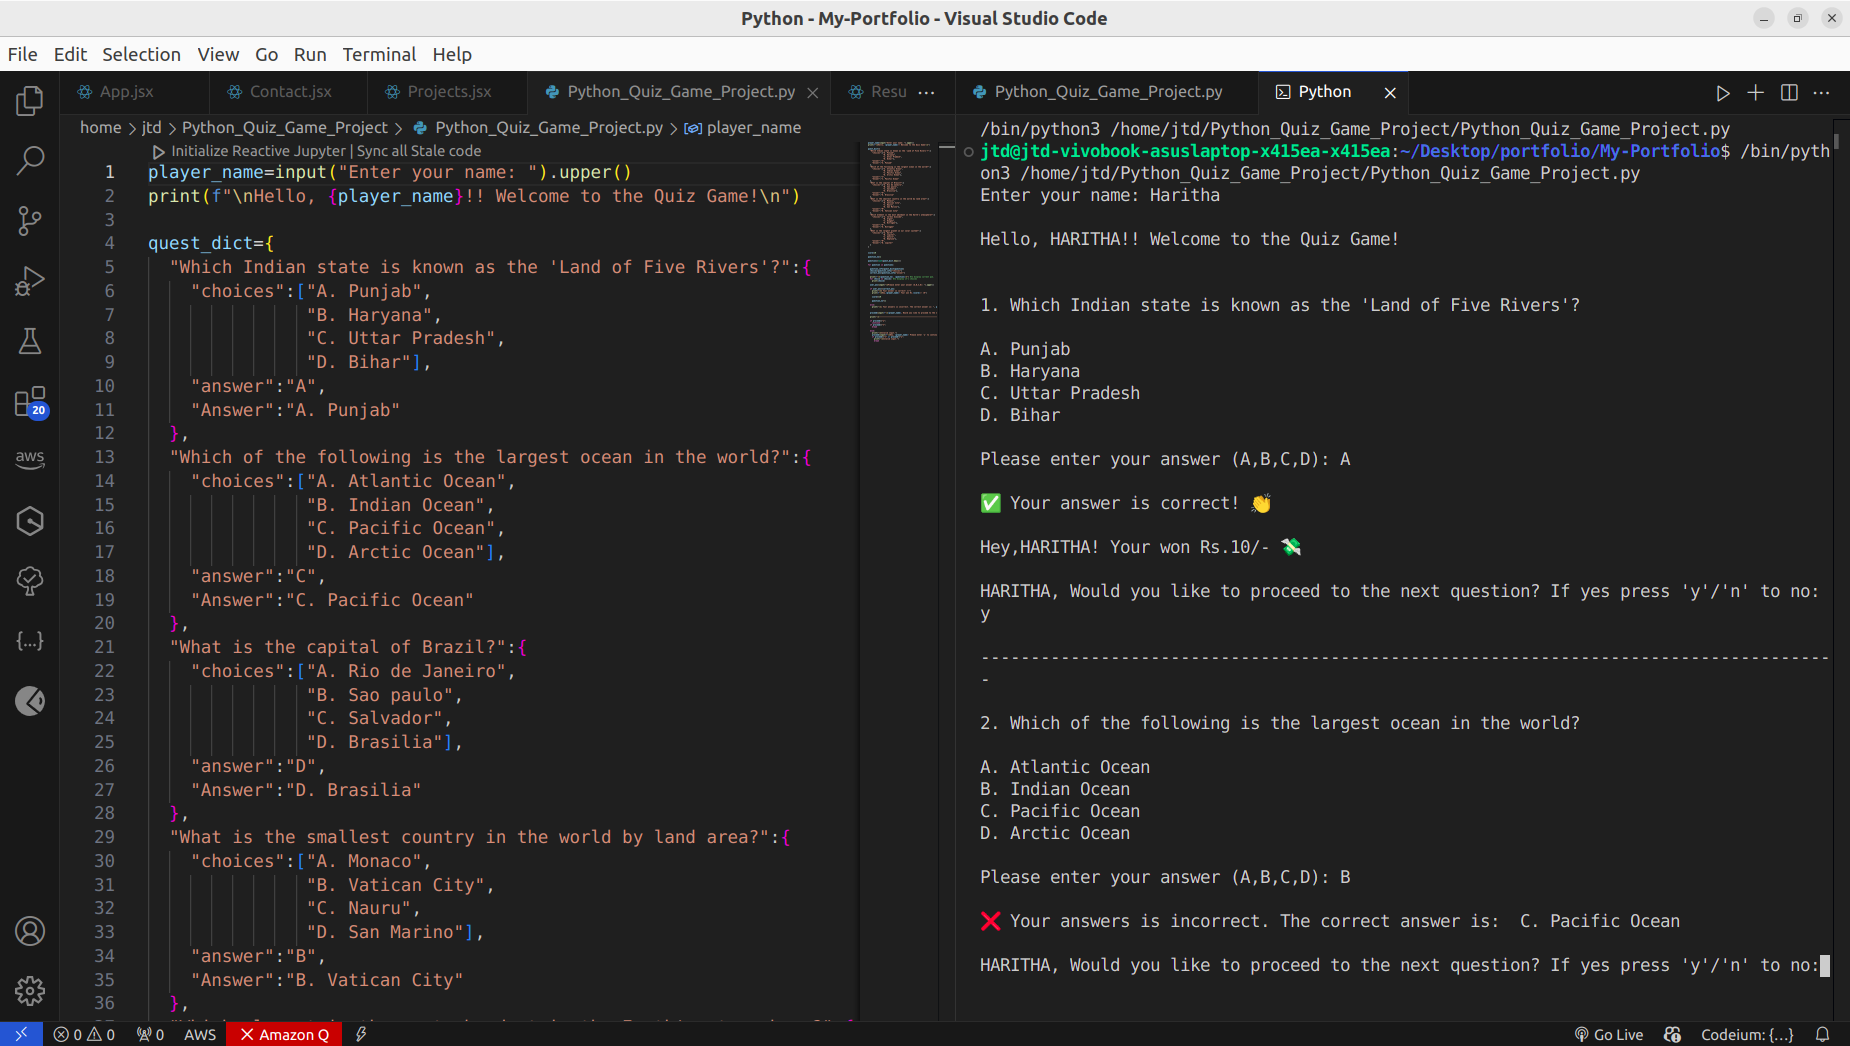 Python - My-Portfolio - Visual Studio Code
File Edit Selection View Go Run Terminal Help
App.jsx Contact.jsx Projects.jsx Python_Quiz_Game_Project.py Resu
home > jtd > Python_Quiz_Game_Project > Python_Quiz_Game_Project.py > player_name
Initialize Reactive Jupyter | Sync all Stale code
1 player_name=input("Enter your name: ").upper()
2 print(f"\nHello, {player_name}!! Welcome to the Quiz Game!\n")
3
4 quest_dict={
5 "Which Indian state is known as the 'Land of Five Rivers'?":{
6 "choices":["A. Punjab",
7 "B. Haryana",
8 "C. Uttar Pradesh",
9 "D. Bihar"],
10 "answer":"A",
11 "Answer":"A. Punjab"
12 },
13 "Which of the following is the largest ocean in the world?":{
14 "choices":["A. Atlantic Ocean",
15 "B. Indian Ocean",
16 "C. Pacific Ocean",
17 "D. Arctic Ocean"],
18 "answer":"C",
19 "Answer":"C. Pacific Ocean"
20 },
21 "What is the capital of Brazil?":{
22 "choices":["A. Rio de Janeiro",
23 "B. Sao paulo",
24 "C. Salvador",
25 "D. Brasilia"],
26 "answer":"D",
27 "Answer":"D. Brasilia"
28 },
29 "What is the smallest country in the world by land area?":{
30 "choices":["A. Monaco",
31 "B. Vatican City",
32 "C. Nauru",
33 "D. San Marino"],
34 "answer":"B",
35 "Answer":"B. Vatican City"
36 },
Python_Quiz_Game_Project.py Python
/bin/python3 /home/jtd/Python_Quiz_Game_Project/Python_Quiz_Game_Project.py
jtd@jtd-vivobook-asuslaptop-x415ea-x415ea:~/Desktop/portfolio/My-Portfolio$ /bin/pyth
on3 /home/jtd/Python_Quiz_Game_Project/Python_Quiz_Game_Project.py
Enter your name: Haritha
Hello, HARITHA!! Welcome to the Quiz Game!
1. Which Indian state is known as the 'Land of Five Rivers'?
A. Punjab
B. Haryana
C. Uttar Pradesh
D. Bihar
Please enter your answer (A,B,C,D): A
✅ Your answer is correct! 👏
Hey,HARITHA! Your won Rs.10/- 💸
HARITHA, Would you like to proceed to the next question? If yes press 'y'/'n' to no:
y
-------------------------------------------------------------------------------------
-
2. Which of the following is the largest ocean in the world?
A. Atlantic Ocean
B. Indian Ocean
C. Pacific Ocean
D. Arctic Ocean
Please enter your answer (A,B,C,D): B
❌ Your answers is incorrect. The correct answer is:  C. Pacific Ocean
HARITHA, Would you like to proceed to the next question? If yes press 'y'/'n' to no:
20
aws
0 0 0 AWS Amazon Q
Go Live Codeium: {...}